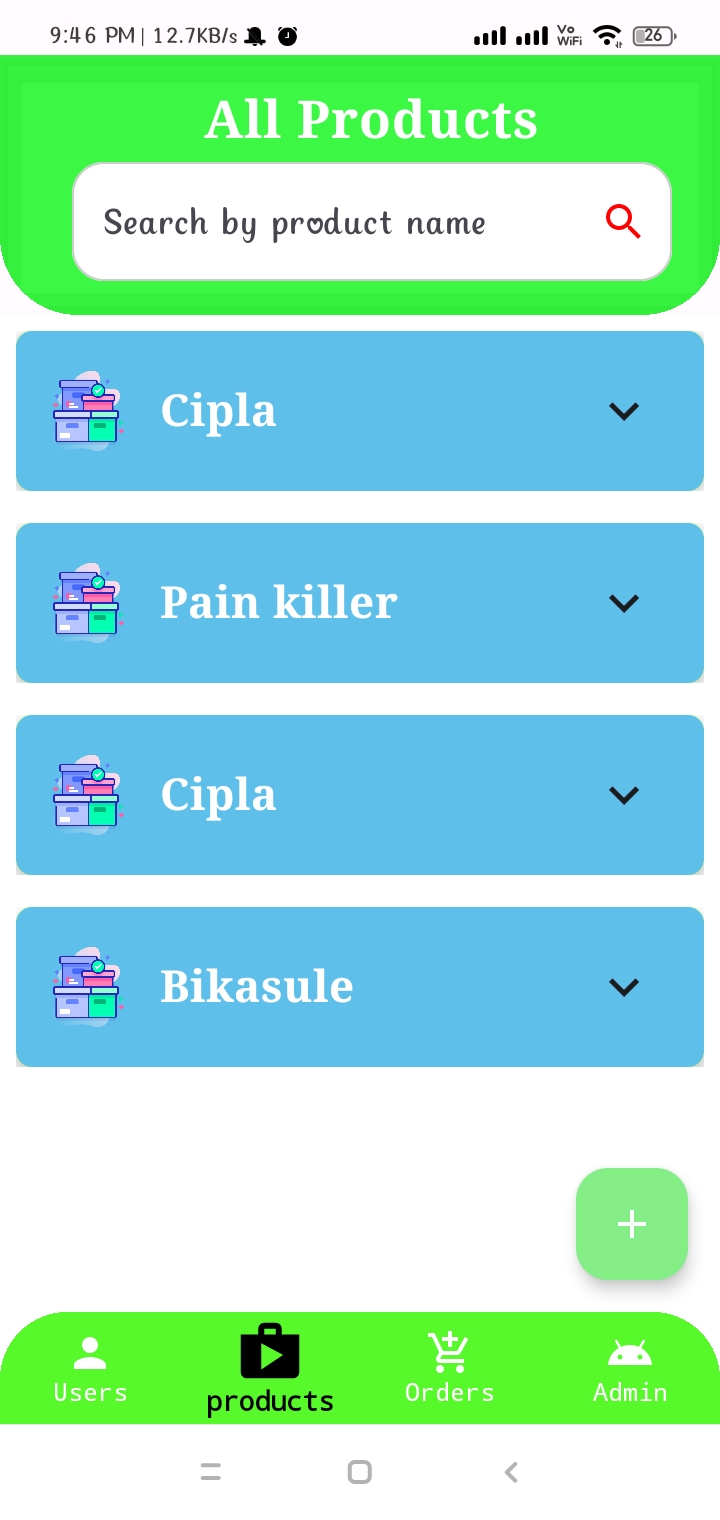 9:46 PM | 12.7KB/s Vo WiFi 26
All Products
Search by product name
Cipla
Pain killer
Cipla
Bikasule
Users products Orders Admin